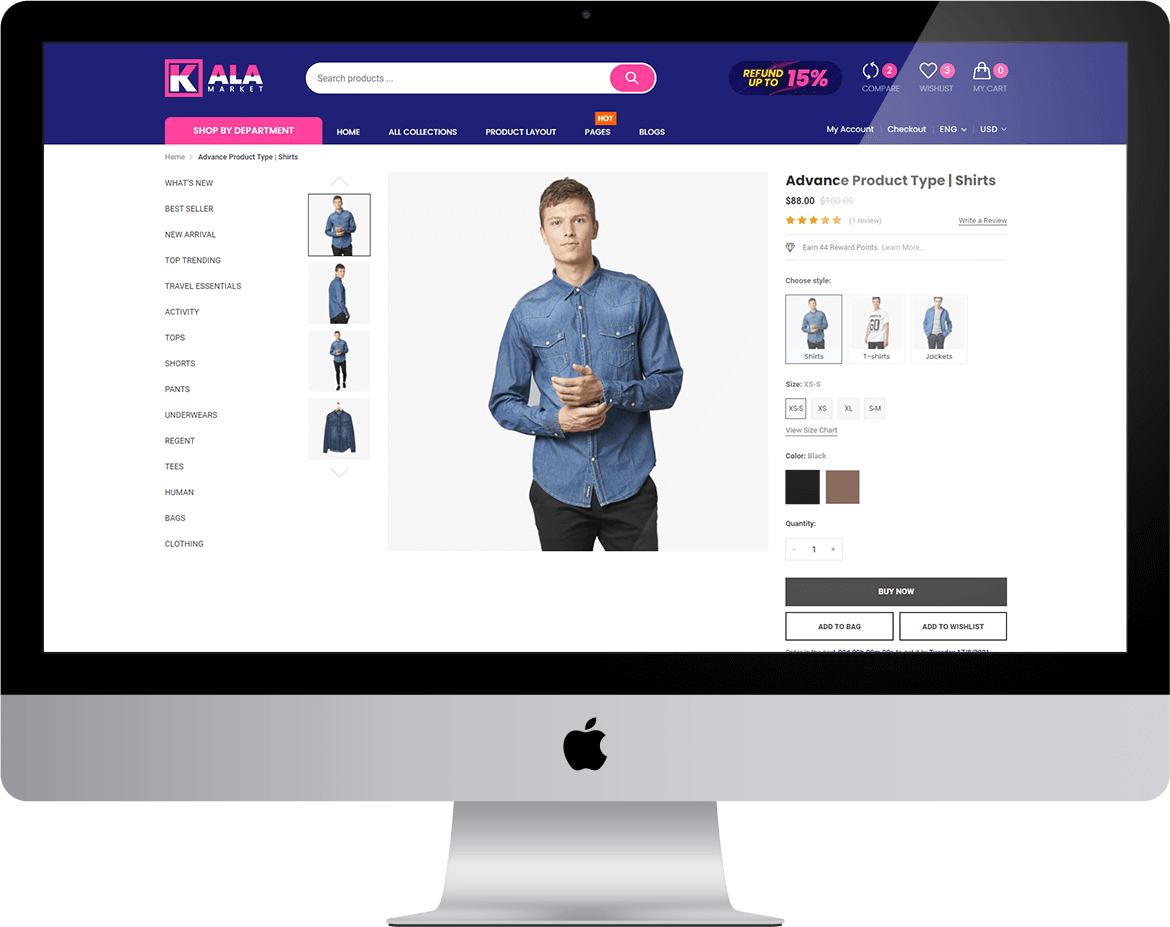 K ALA
MARKET
Search products ...
REFUND
UP TO 15%
2
COMPARE
3
WISHLIST
0
MY CART
SHOP BY DEPARTMENT
HOME
ALL COLLECTIONS
PRODUCT LAYOUT
HOT
PAGES
BLOGS
My Account
Checkout
ENG
USD
Home > Advance Product Type | Shirts
WHAT'S NEW
BEST SELLER
NEW ARRIVAL
TOP TRENDING
TRAVEL ESSENTIALS
ACTIVITY
TOPS
SHORTS
PANTS
UNDERWEARS
REGENT
TEES
HUMAN
BAGS
CLOTHING
Advance Product Type | Shirts
$88.00 $100.00
(1 review)
Write a Review
Earn 44 Reward Points. Learn More...
Choose style:
Shirts
T-shirts
Jackets
Size: XS-S
XS-S
XS
XL
S-M
View Size Chart
Color: Black
Quantity:
- 1 +
BUY NOW
ADD TO BAG
ADD TO WISHLIST